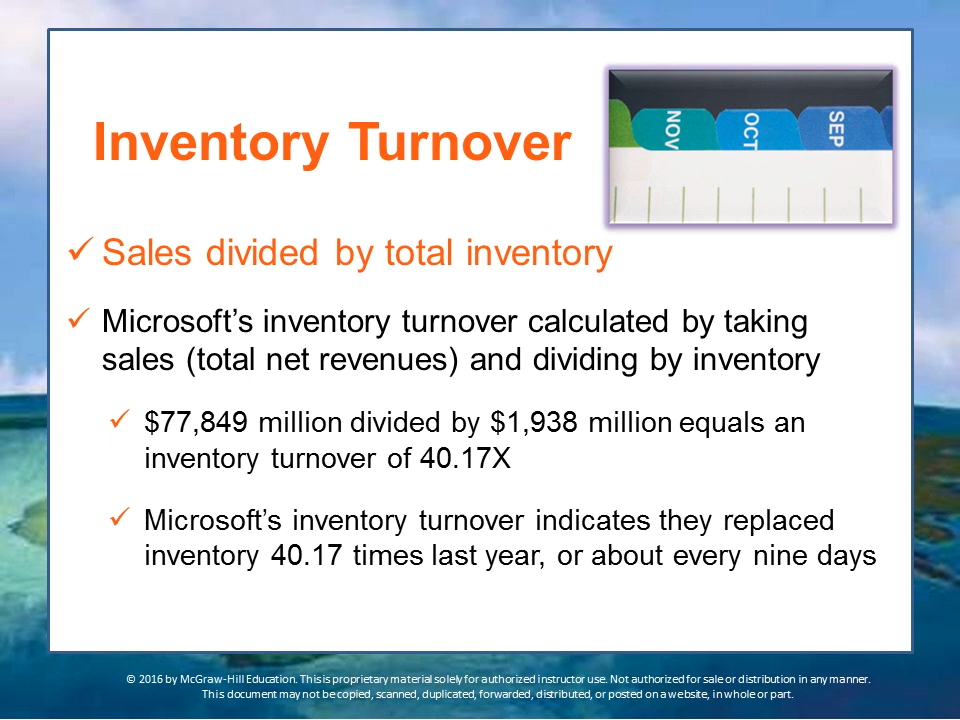 Inventory Turnover
NOV
OCT
SEP
✓ Sales divided by total inventory
✓ Microsoft’s inventory turnover calculated by taking
sales (total net revenues) and dividing by inventory
✓ $77,849 million divided by $1,938 million equals an
inventory turnover of 40.17X
✓ Microsoft’s inventory turnover indicates they replaced
inventory 40.17 times last year, or about every nine days
© 2016 by McGraw-Hill Education. This is proprietary material solely for authorized instructor use. Not authorized for sale or distribution in any manner.
This document may not be copied, scanned, duplicated, forwarded, distributed, or posted on a website, in whole or part.